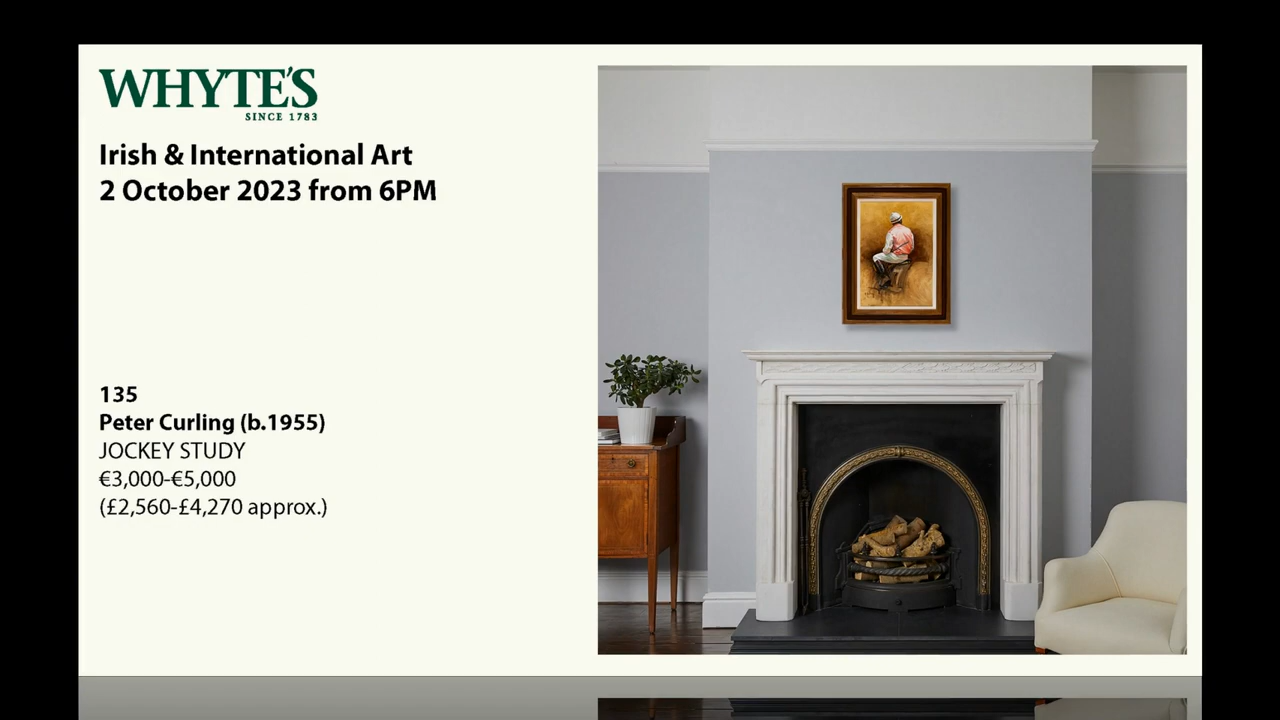 WHYTE'S
SINCE 1783
Irish & International Art
2 October 2023 from 6PM
135
Peter Curling (b.1955)
JOCKEY STUDY
€3,000-€5,000
(£2,560-£4,270 approx.)